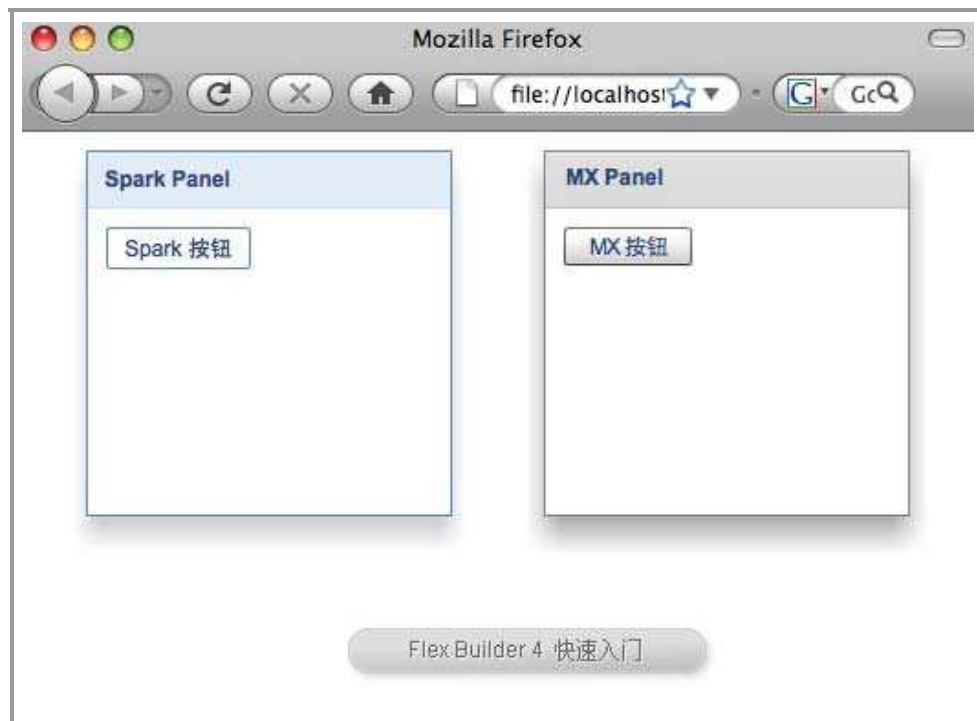 Mozilla Firefox
file://localhos
G
Gc
Spark Panel
Spark 按钮
MX Panel
MX 按钮
Flex Builder 4 快速入门